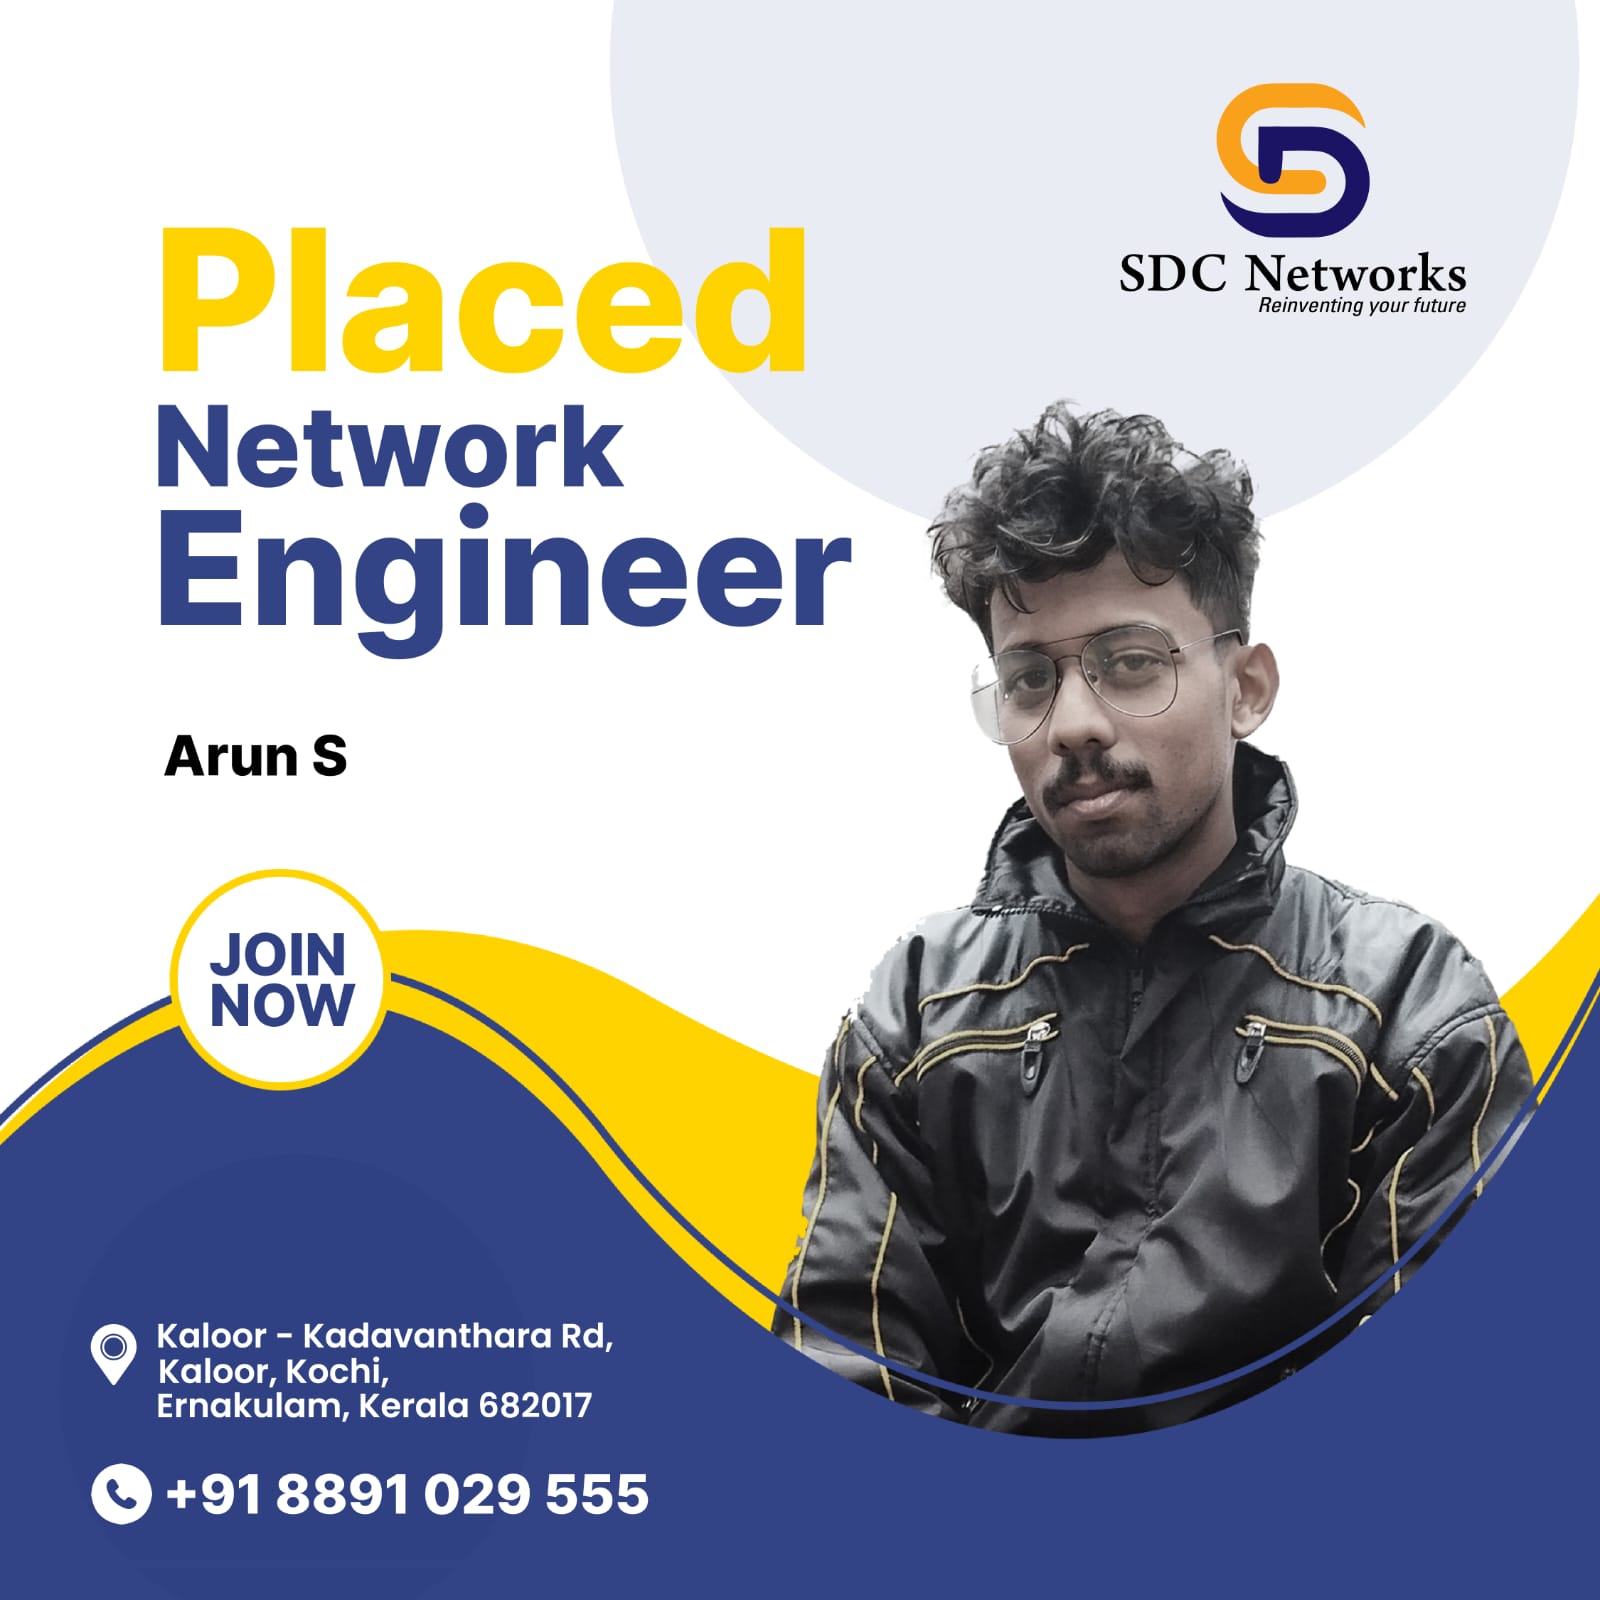 SDC Networks
Reinventing your future
Placed
Network
Engineer
Arun S
JOIN
NOW
Kaloor - Kadavanthara Rd,
Kaloor, Kochi,
Ernakulam, Kerala 682017
+91 8891 029 555